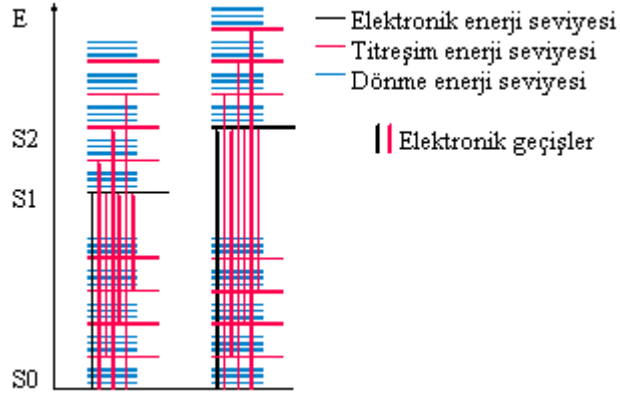 E
S2
S1
S0
Elektronik enerji seviyesi
Titreşim enerji seviyesi
Dönme enerji seviyesi
Elektronik geçişler